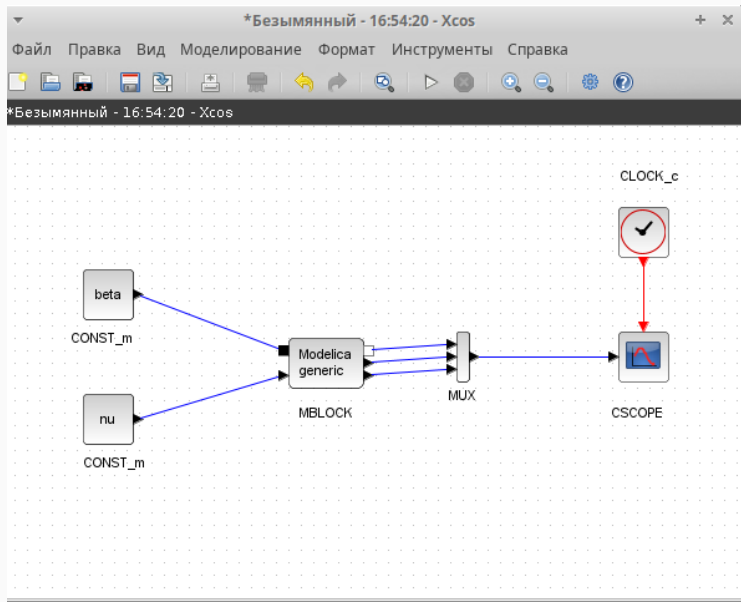 *Безымянный - 16:54:20 - Xcos
Файл Правка Вид Моделирование Формат Инструменты Справка
*Безымянный - 16:54:20 - Xcos
CLOCK_c
beta
CONST_m
Modelica
generic
MBLOCK
MUX
CSCOPE
nu
CONST_m